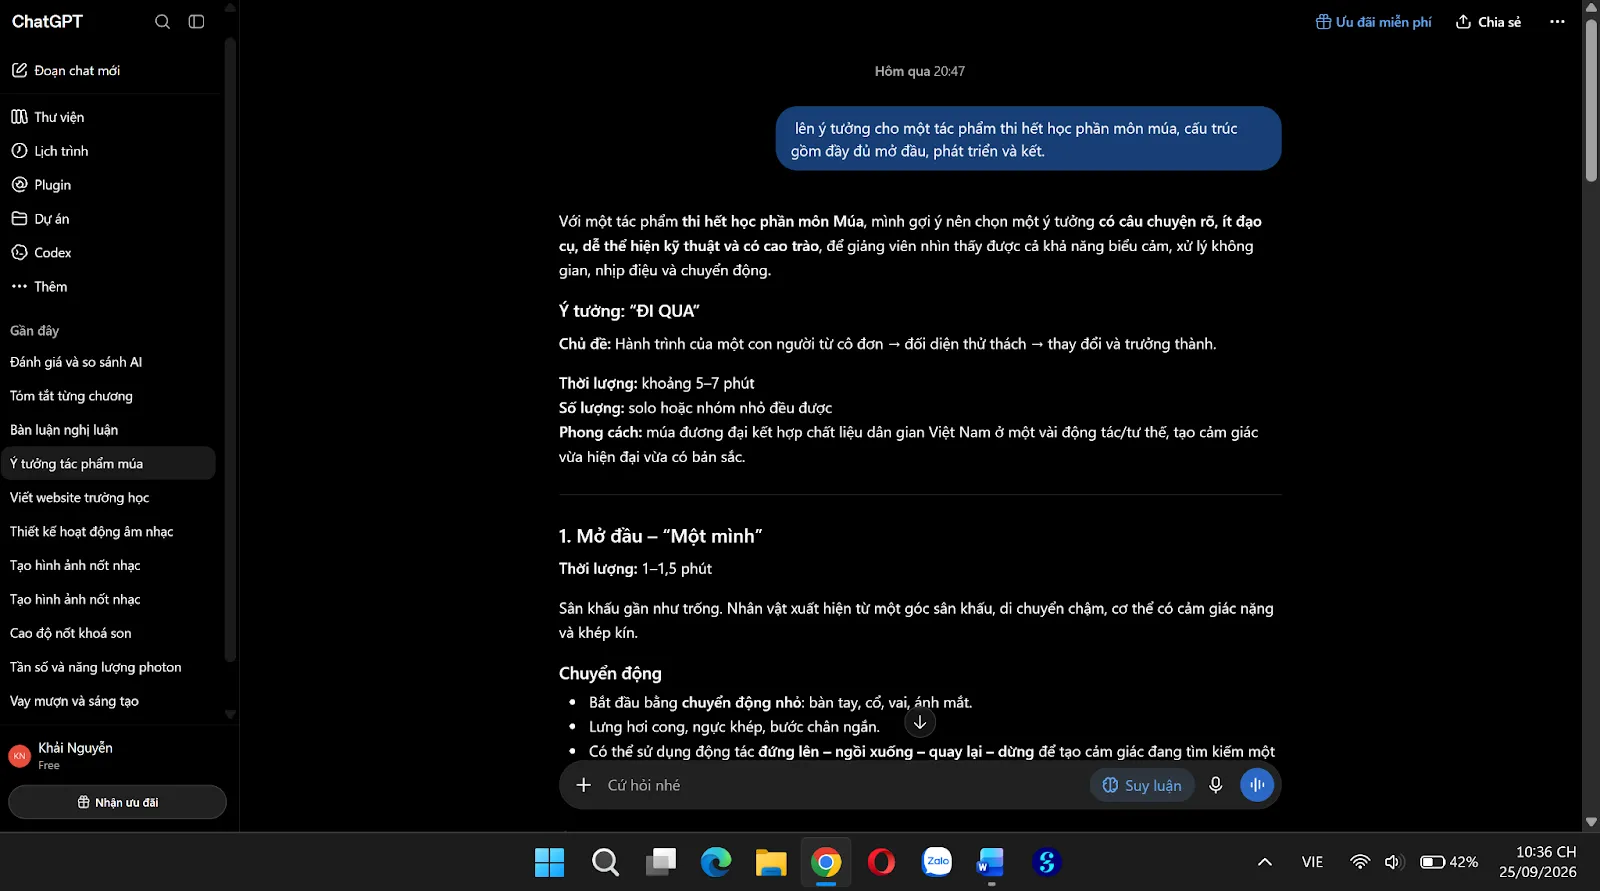 ChatGPT
Đoạn chat mới
Thư viện
Lịch trình
Plugin
Dự án
Codex
Thêm
Gần đây
Đánh giá và so sánh AI
Tóm tắt từng chương
Bàn luận nghị luận
Ý tưởng tác phẩm múa
Viết website trường học
Thiết kế hoạt động âm nhạc
Tạo hình ảnh nốt nhạc
Tạo hình ảnh nốt nhạc
Cao độ nốt khoá son
Tần số và năng lượng photon
Vay mượn và sáng tạo
KN
Khải Nguyễn
Free
Nhận ưu đãi
Ưu đãi miễn phí
Chia sẻ
Hôm qua 20:47
lên ý tưởng cho một tác phẩm thi hết học phần môn múa, cấu trúc
gồm đầy đủ mở đầu, phát triển và kết.
Với một tác phẩm thi hết học phần môn Múa, mình gợi ý nên chọn một ý tưởng có câu chuyện rõ, ít đạo
cụ, dễ thể hiện kỹ thuật và có cao trào, để giảng viên nhìn thấy được cả khả năng biểu cảm, xử lý không
gian, nhịp điệu và chuyển động.
Ý tưởng: “ĐI QUA”
Chủ đề: Hành trình của một con người từ cô đơn → đối diện thử thách → thay đổi và trưởng thành.
Thời lượng: khoảng 5–7 phút
Số lượng: solo hoặc nhóm nhỏ đều được
Phong cách: múa đương đại kết hợp chất liệu dân gian Việt Nam ở một vài động tác/tư thế, tạo cảm giác
vừa hiện đại vừa có bản sắc.
1. Mở đầu – “Một mình”
Thời lượng: 1–1,5 phút
Sân khấu gần như trống. Nhân vật xuất hiện từ một góc sân khấu, di chuyển chậm, cơ thể có cảm giác nặng
và khép kín.
Chuyển động
• Bắt đầu bằng chuyển động nhỏ: bàn tay, cổ, vai, ánh mắt.
• Lưng hơi cong, ngực khép, bước chân ngắn.
• Có thể sử dụng động tác đứng lên – ngồi xuống – quay lại – dừng để tạo cảm giác đang tìm kiếm một
Cứ hỏi nhé
Suy luận
Zalo
W
VIE
42%
10:36 CH
25/09/2026